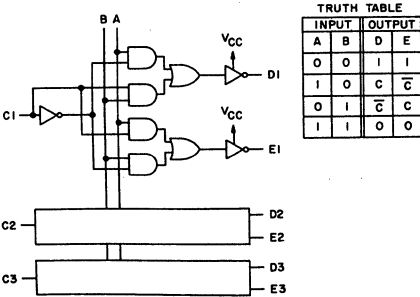 B A
VCC
D1
C1
VCC
E1
C2
D2
E2
C3
D3
E3
TRUTH TABLE
INPUT OUTPUT
A B D E
0 0 1 1
1 0 C C̅
0 1 C̅ C
1 1 0 0